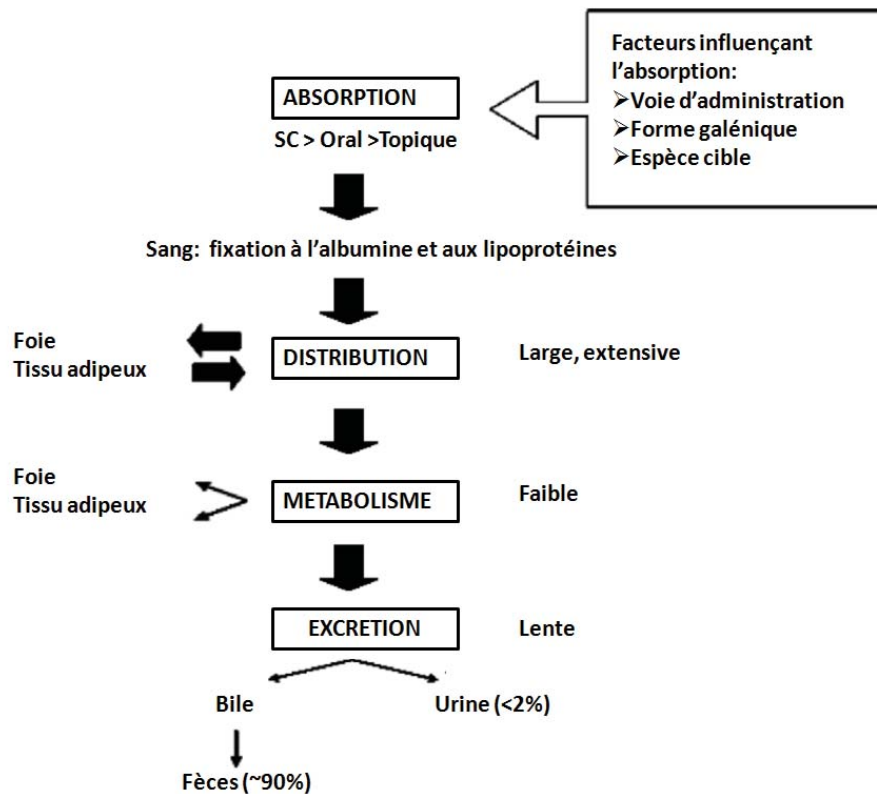 Facteurs influençant
l'absorption:
➢Voie d'administration
➢Forme galénique
➢Espèce cible
ABSORPTION
SC > Oral >Topique
Sang: fixation à l'albumine et aux lipoprotéines
Foie
Tissu adipeux
DISTRIBUTION
Large, extensive
Foie
Tissu adipeux
METABOLISME
Faible
EXCRETION
Lente
Bile
Urine (<2%)
Fèces (~90%)